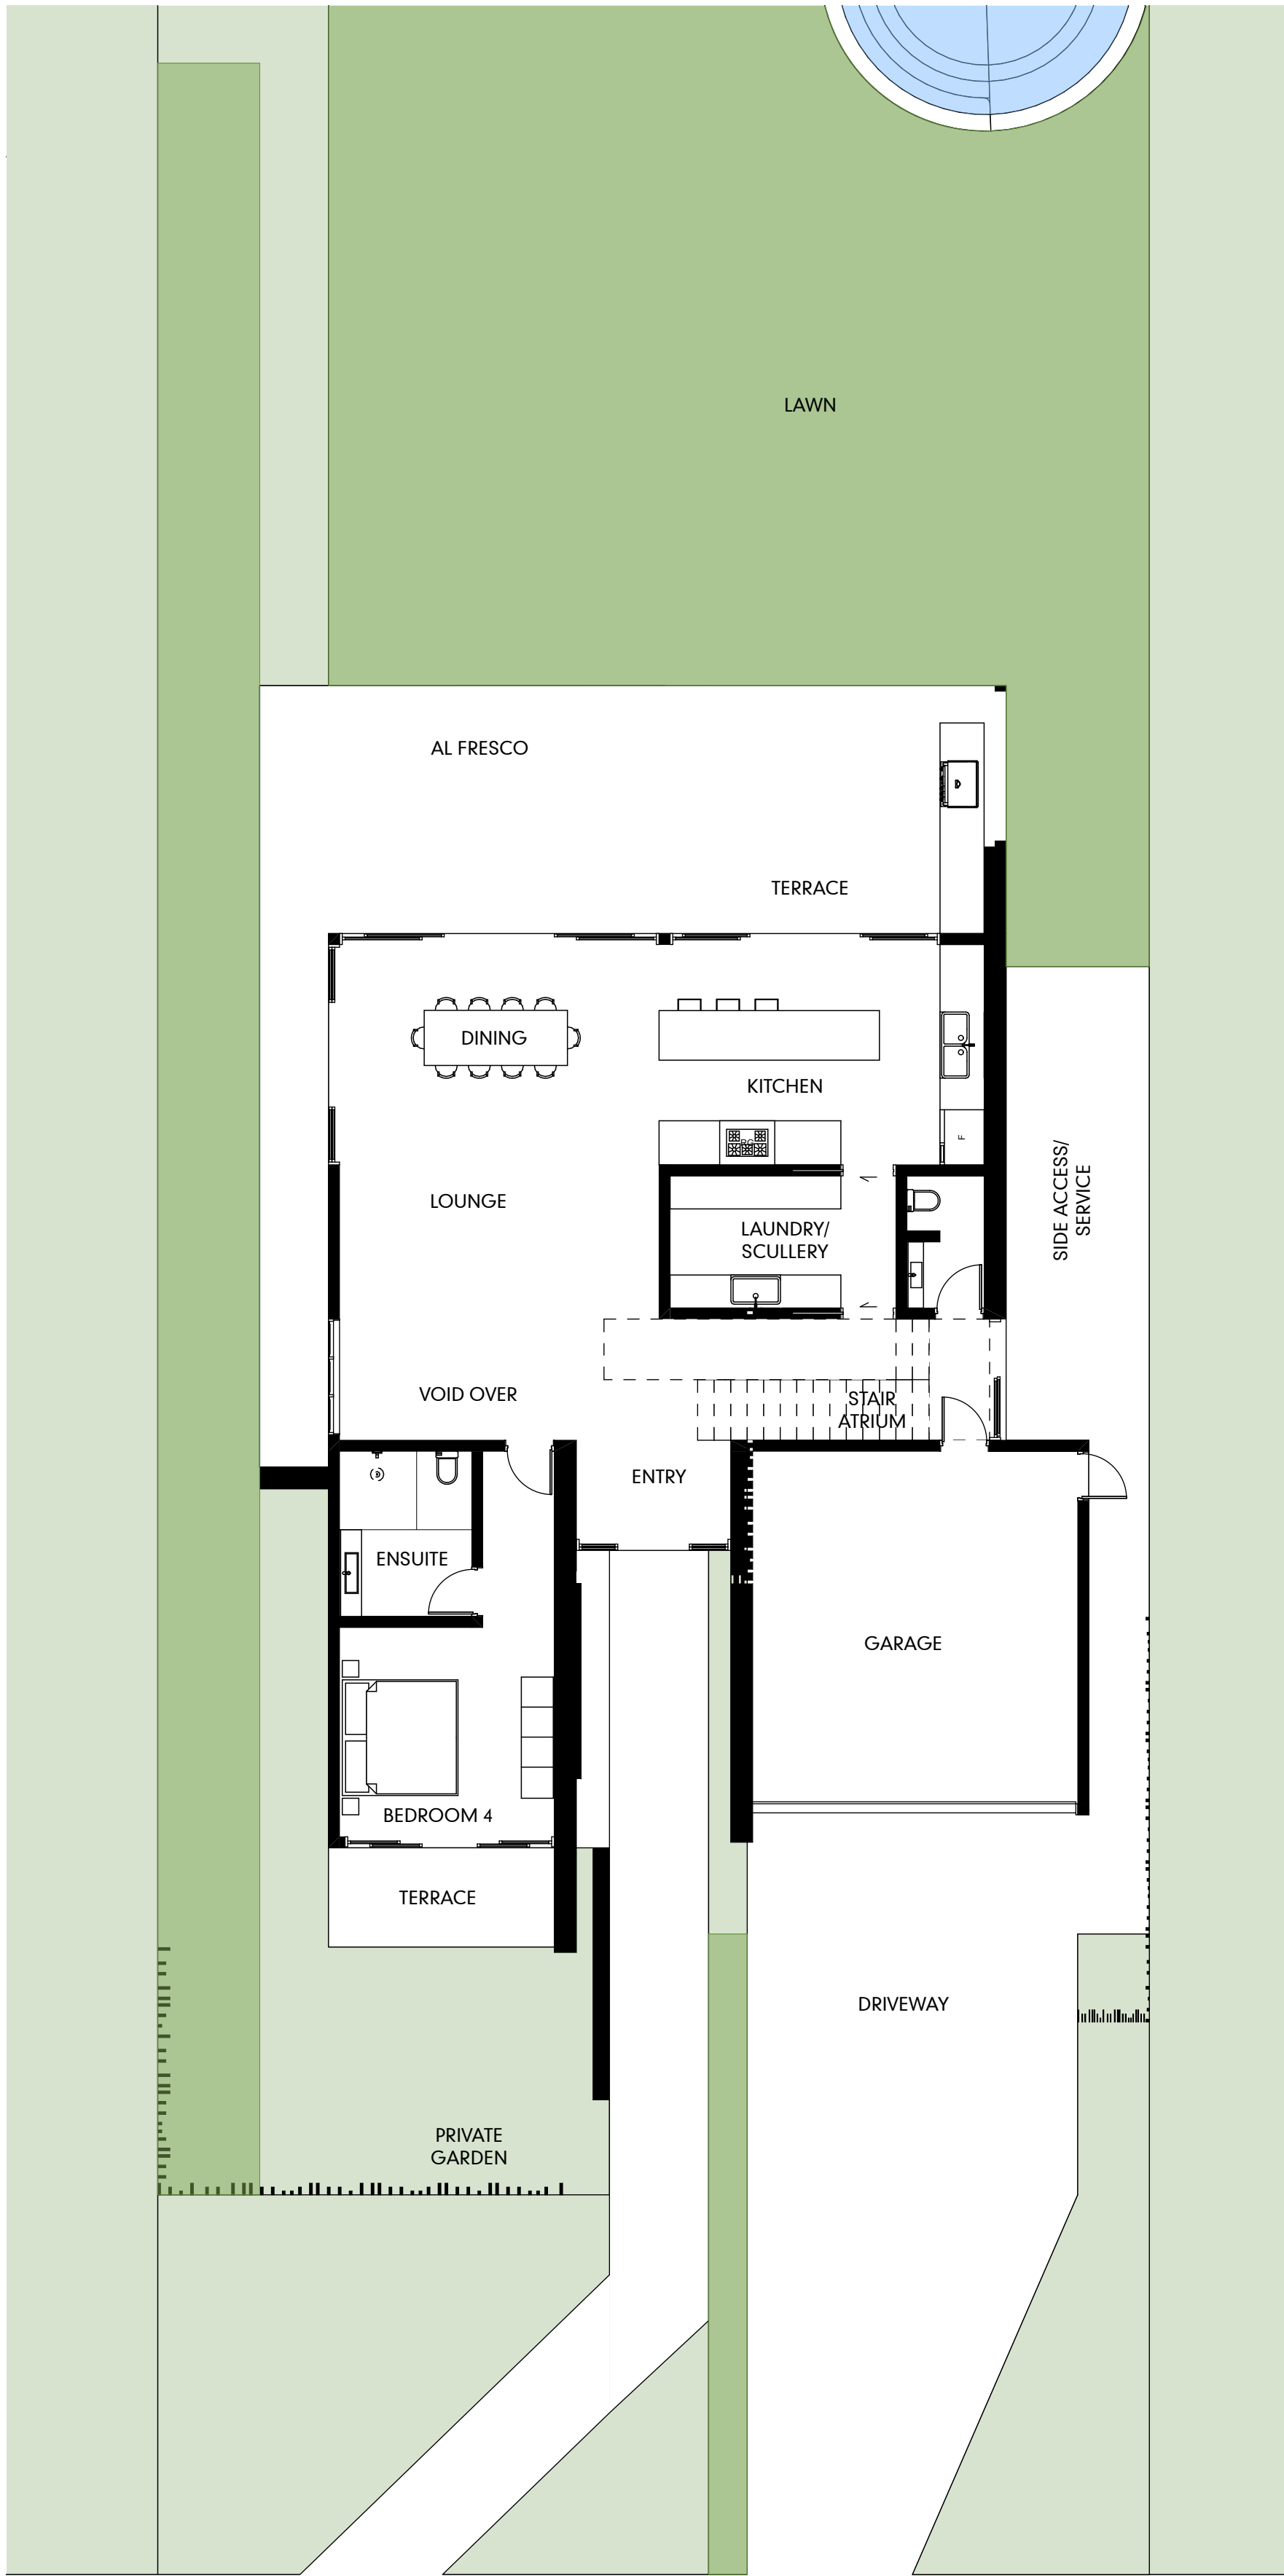 LAWN
AL FRESCO
TERRACE
DINING
KITCHEN
F
LOUNGE
LAUNDRY/
SCULLERY
SIDE ACCESS/
SERVICE
VOID OVER
STAIR
ATRIUM
ENTRY
ENSUITE
GARAGE
BEDROOM 4
TERRACE
DRIVEWAY
PRIVATE
GARDEN